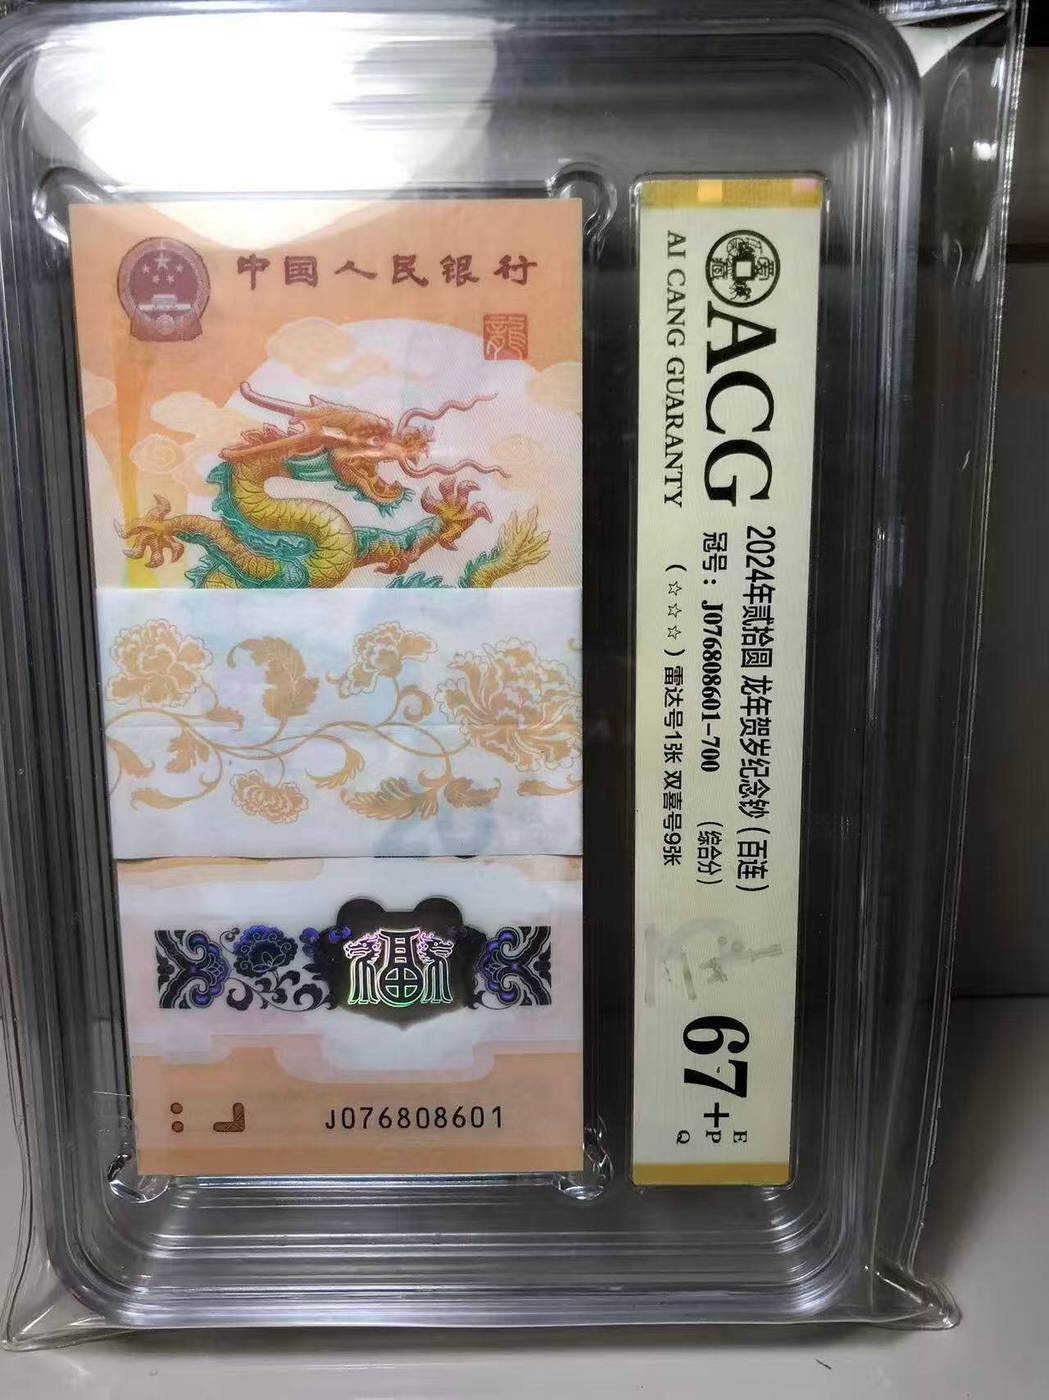 中国人民银行
龍
福
J076808601
ACG
AI CANG GUARANTY
2024年贰拾圆 龙年贺岁纪念钞（百连）
冠号：J076808601-700 （综合分）
（☆☆☆）雷达号1张 双喜号9张
67+
E
P
Q